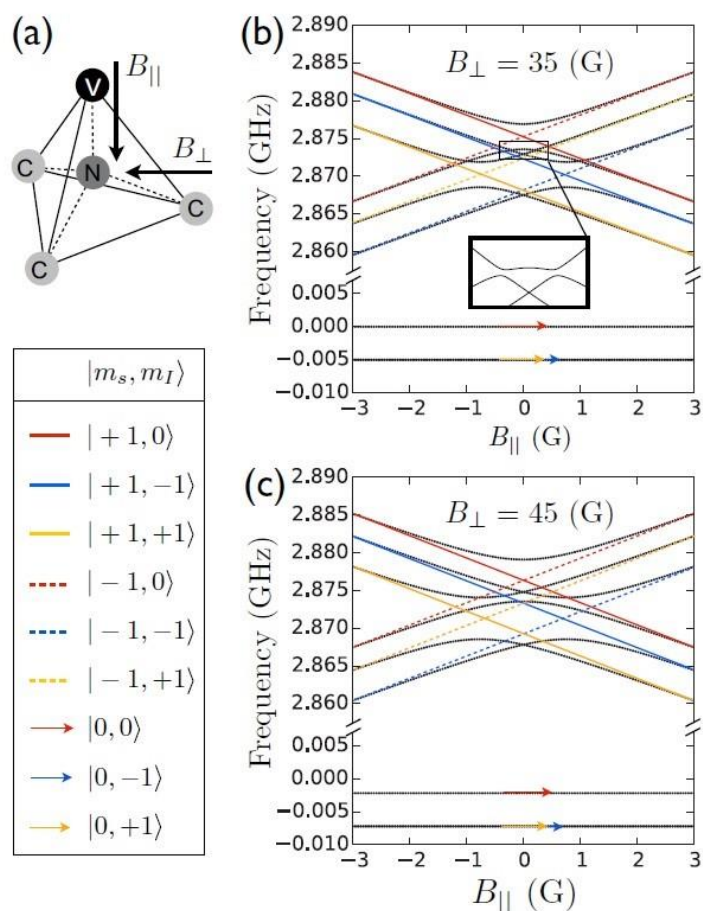 (a)
V
B||
B⊥
C
N
C
C
|m_s, m_I⟩
|+1, 0⟩
|+1, −1⟩
|+1, +1⟩
|−1, 0⟩
|−1, −1⟩
|−1, +1⟩
|0, 0⟩
|0, −1⟩
|0, +1⟩
(b)
B⊥ = 35 (G)
Frequency (GHz)
2.890
2.885
2.880
2.875
2.870
2.865
2.860
0.005
0.000
−0.005
−0.010
−3 −2 −1 0 1 2 3
B|| (G)
(c)
B⊥ = 45 (G)
Frequency (GHz)
2.890
2.885
2.880
2.875
2.870
2.865
2.860
0.005
0.000
−0.005
−0.010
−3 −2 −1 0 1 2 3
B|| (G)